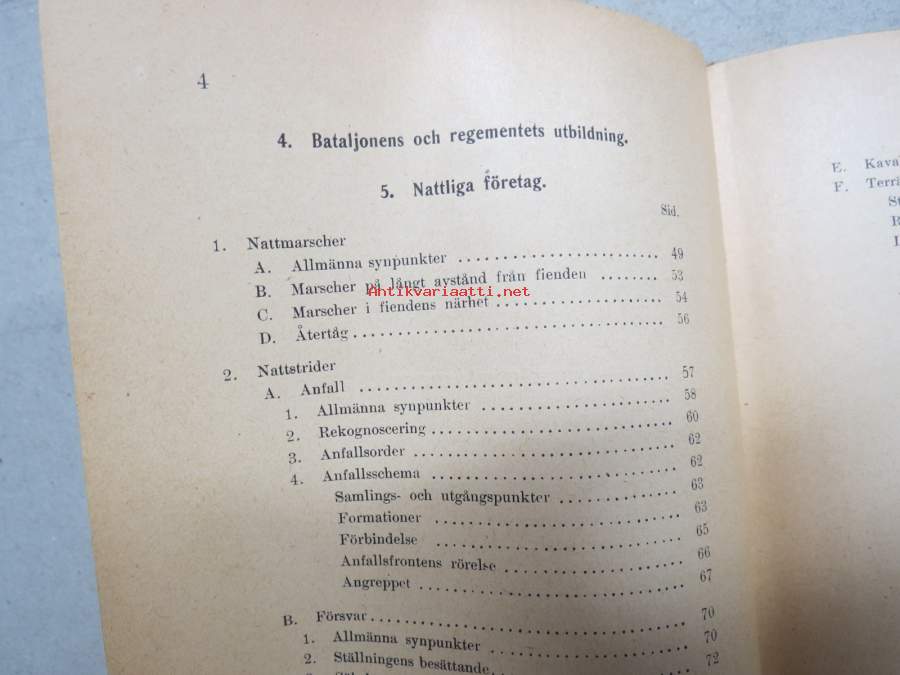 4
4. Bataljonens och regementets utbildning.
5. Nattliga företag.
Sid.
1. Nattmarscher
A. Allmänna synpunkter 49
B. Marscher på långt avstånd från fienden 53
Antikvariaatti.net
C. Marscher i fiendens närhet 54
D. Återtåg 56
2. Nattstrider
A. Anfall 57
1. Allmänna synpunkter 58
2. Rekognoscering 60
3. Anfallsorder 62
4. Anfallsschema 62
Samlings- och utgångspunkter 63
Formationer 63
Förbindelse 65
Anfallsfrontens rörelse 66
Angreppet 67
B. Försvar 70
1. Allmänna synpunkter 70
2. Ställningens besättande 72
E. Kava
F. Terrä